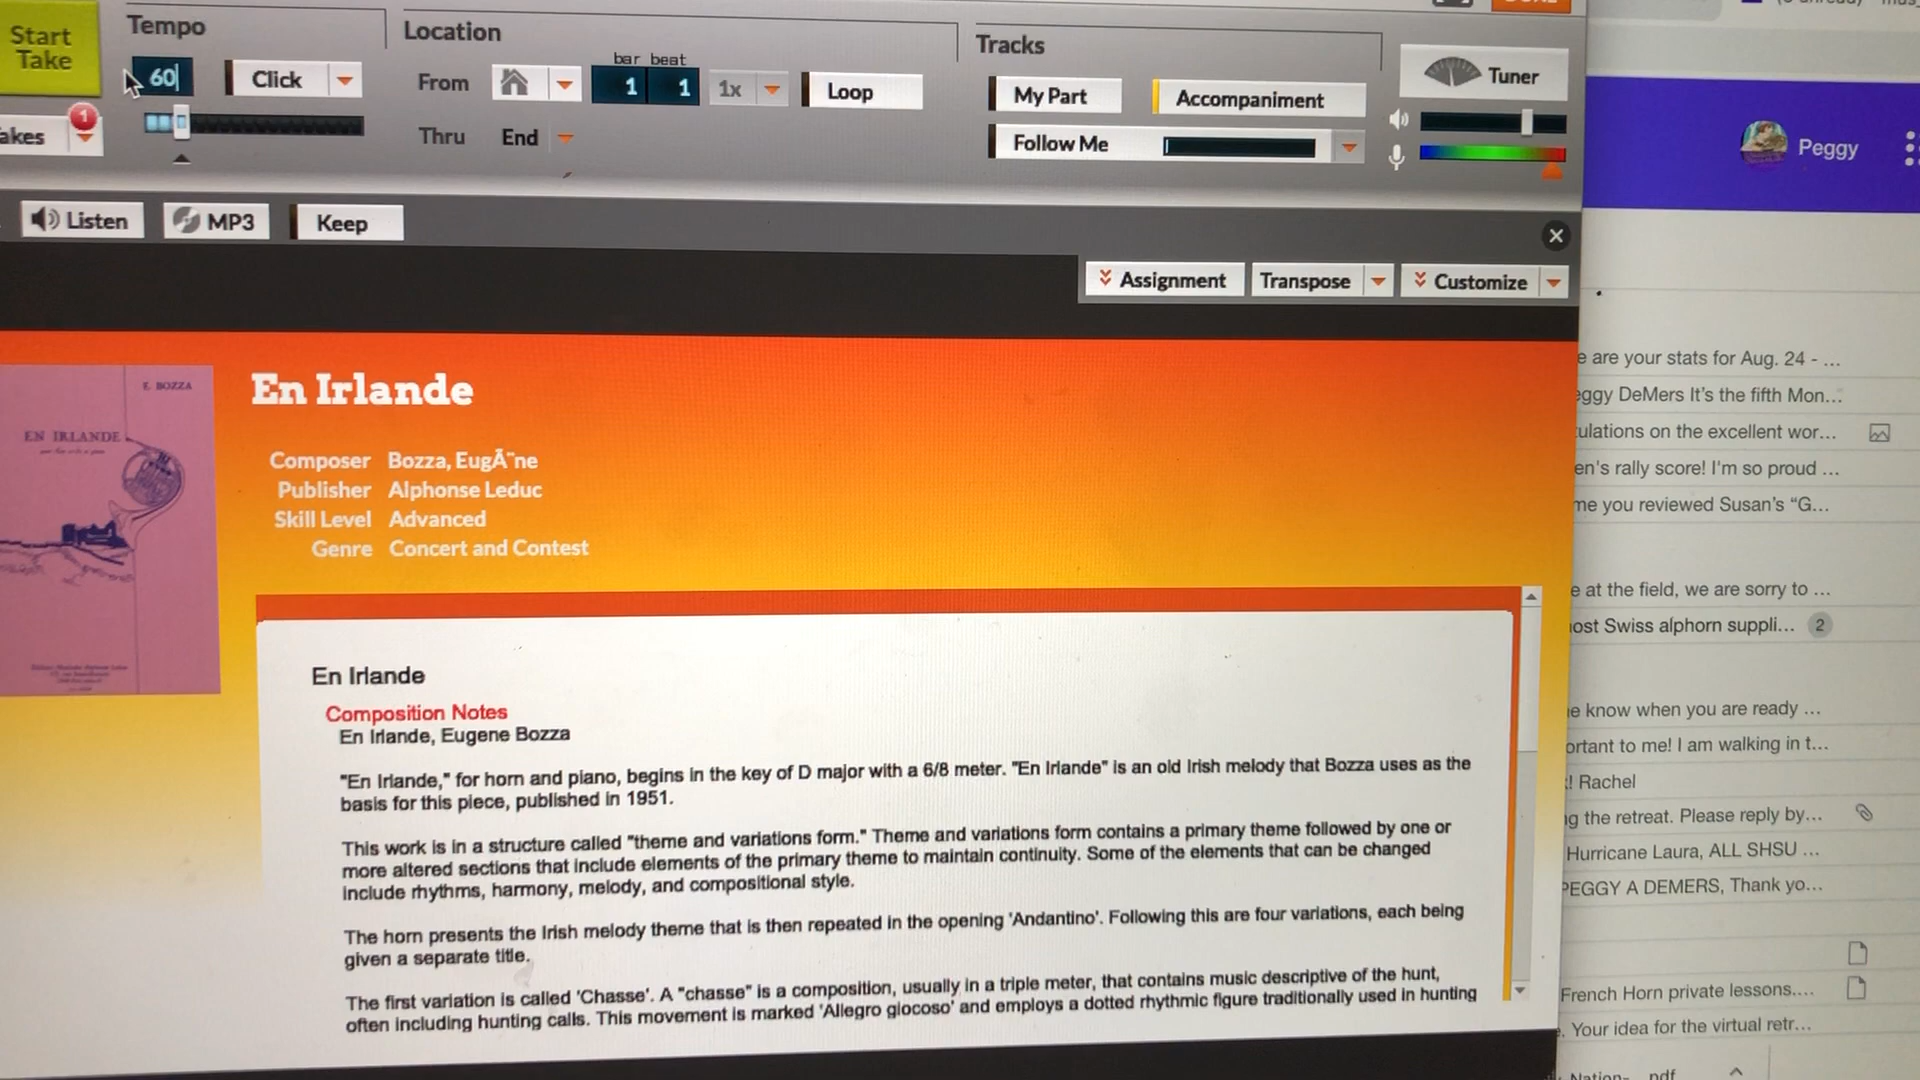 Start
Take
Tempo
60
Click
Location
bar beat
From
1 1
1x
Loop
Thru
End
Tracks
My Part
Accompaniment
Follow Me
Tuner
akes
1
Peggy
Listen
MP3
Keep
Assignment
Transpose
Customize
E. BOZZA
EN IRLANDE
En Irlande
Composer Bozza, EugÃ¨ne
Publisher Alphonse Leduc
Skill Level Advanced
Genre Concert and Contest
En Irlande
Composition Notes
En Irlande, Eugene Bozza
"En Irlande," for horn and piano, begins in the key of D major with a 6/8 meter. "En Irlande" is an old Irish melody that Bozza uses as the
basis for this piece, published in 1951.
This work is in a structure called "theme and variations form." Theme and variations form contains a primary theme followed by one or
more altered sections that include elements of the primary theme to maintain continuity. Some of the elements that can be changed
include rhythms, harmony, melody, and compositional style.
The horn presents the Irish melody theme that is then repeated in the opening 'Andantino'. Following this are four variations, each being
given a separate title.
The first variation is called 'Chasse'. A "chasse" is a composition, usually in a triple meter, that contains music descriptive of the hunt,
often including hunting calls. This movement is marked 'Allegro giocoso' and employs a dotted rhythmic figure traditionally used in hunting
e are your stats for Aug. 24 - ...
eggy DeMers It's the fifth Mon...
ulations on the excellent wor...
en's rally score! I'm so proud ...
me you reviewed Susan's “G...
e at the field, we are sorry to ...
ost Swiss alphorn suppli... 2
e know when you are ready ...
ortant to me! I am walking in t...
! Rachel
g the retreat. Please reply by...
Hurricane Laura, ALL SHSU ...
PEGGY A DEMERS, Thank yo...
French Horn private lessons....
. Your idea for the virtual retr...